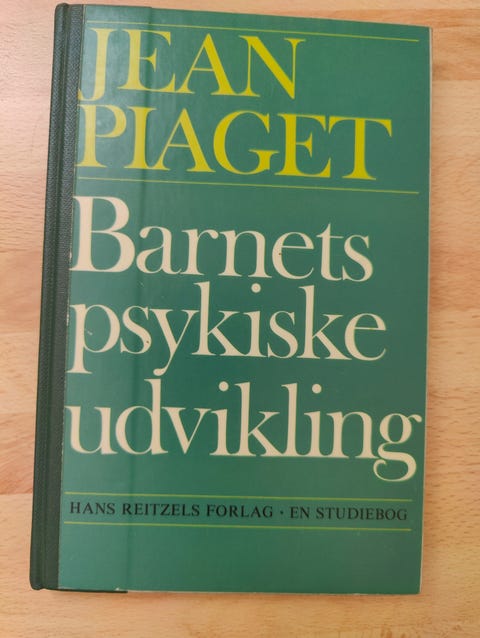 JEAN
PIAGET
Barnets
psykiske
udvikling
HANS REITZELS FORLAG · EN STUDIEBOG